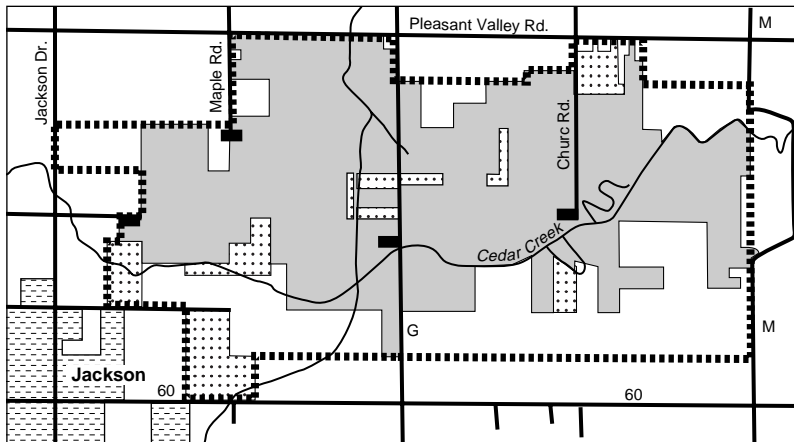 Pleasant Valley Rd.
M
Jackson Dr.
Maple Rd.
Churc Rd.
Cedar Creek
G
M
Jackson
60
60